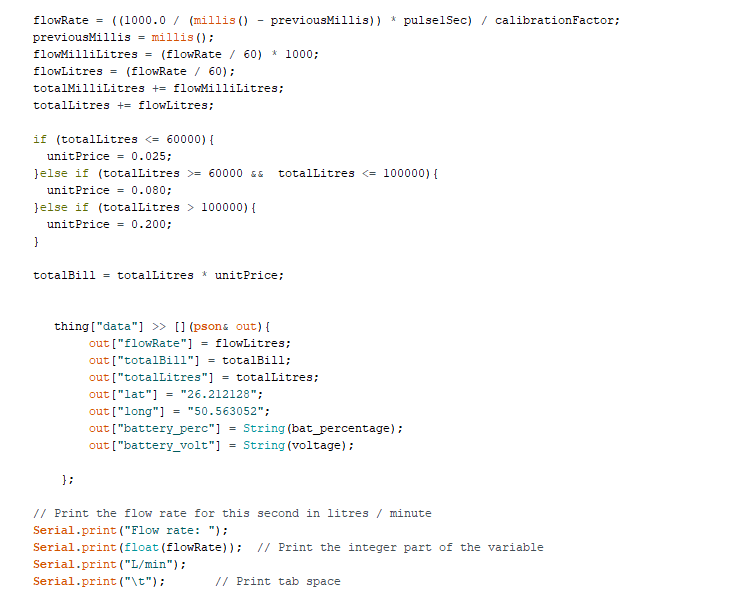 flowRate = ((1000.0 / (millis() - previousMillis)) * pulse1Sec) / calibrationFactor;
previousMillis = millis();
flowMilliLitres = (flowRate / 60) * 1000;
flowLitres = (flowRate / 60);
totalMilliLitres += flowMilliLitres;
totalLitres += flowLitres;
if (totalLitres <= 60000){
unitPrice = 0.025;
}else if (totalLitres >= 60000 && totalLitres <= 100000){
unitPrice = 0.080;
}else if (totalLitres > 100000){
unitPrice = 0.200;
}
totalBill = totalLitres * unitPrice;
thing["data"] >> [](pson& out){
out["flowRate"] = flowLitres;
out["totalBill"] = totalBill;
out["totalLitres"] = totalLitres;
out["lat"] = "26.212128";
out["long"] = "50.563052";
out["battery_perc"] = String(bat_percentage);
out["battery_volt"] = String(voltage);
};
// Print the flow rate for this second in litres / minute
Serial.print("Flow rate: ");
Serial.print(float(flowRate)); // Print the integer part of the variable
Serial.print("L/min");
Serial.print("\t"); // Print tab space